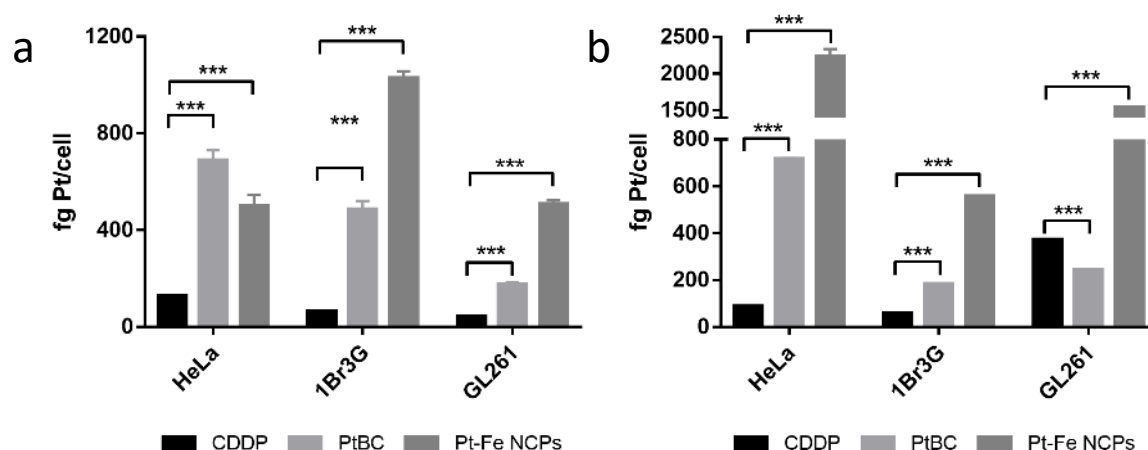 a
fg Pt/cell
1200
800
400
0
***
***
***
***
***
***
HeLa
1Br3G
GL261
CDDP PtBC Pt-Fe NCPs
b
fg Pt/cell
2500
2000
1500
800
600
400
200
0
***
***
***
***
***
***
HeLa
1Br3G
GL261
CDDP PtBC Pt-Fe NCPs